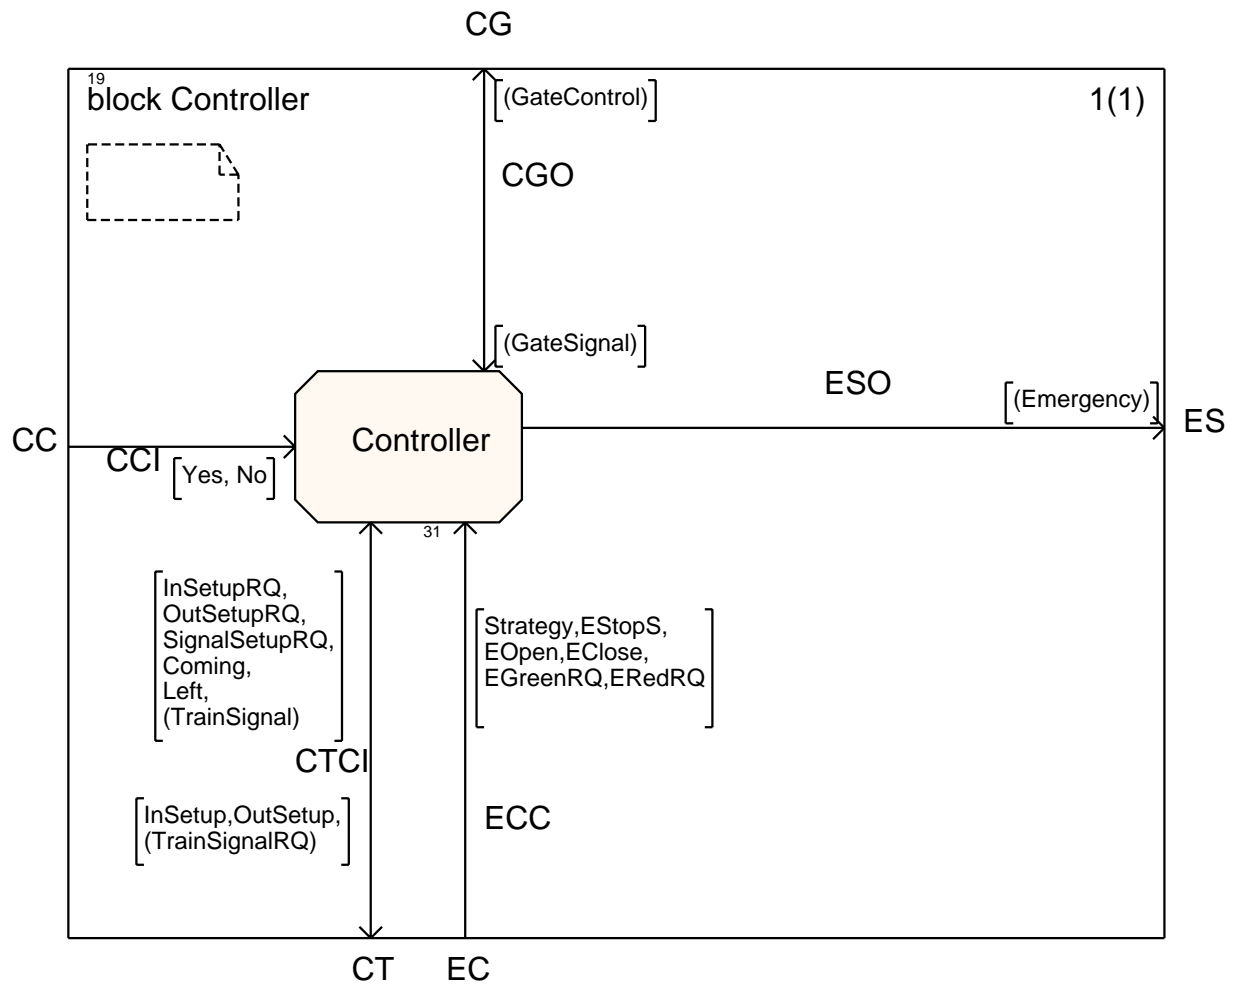 CG
19
block Controller
1(1)
(GateControl)
CGO
(GateSignal)
ESO
(Emergency)
ES
CC
CCI
Yes, No
Controller
31
InSetupRQ,
OutSetupRQ,
SignalSetupRQ,
Coming,
Left,
(TrainSignal)
Strategy,EStopS,
EOpen,EClose,
EGreenRQ,ERedRQ
CTCI
InSetup,OutSetup,
(TrainSignalRQ)
ECC
CT
EC